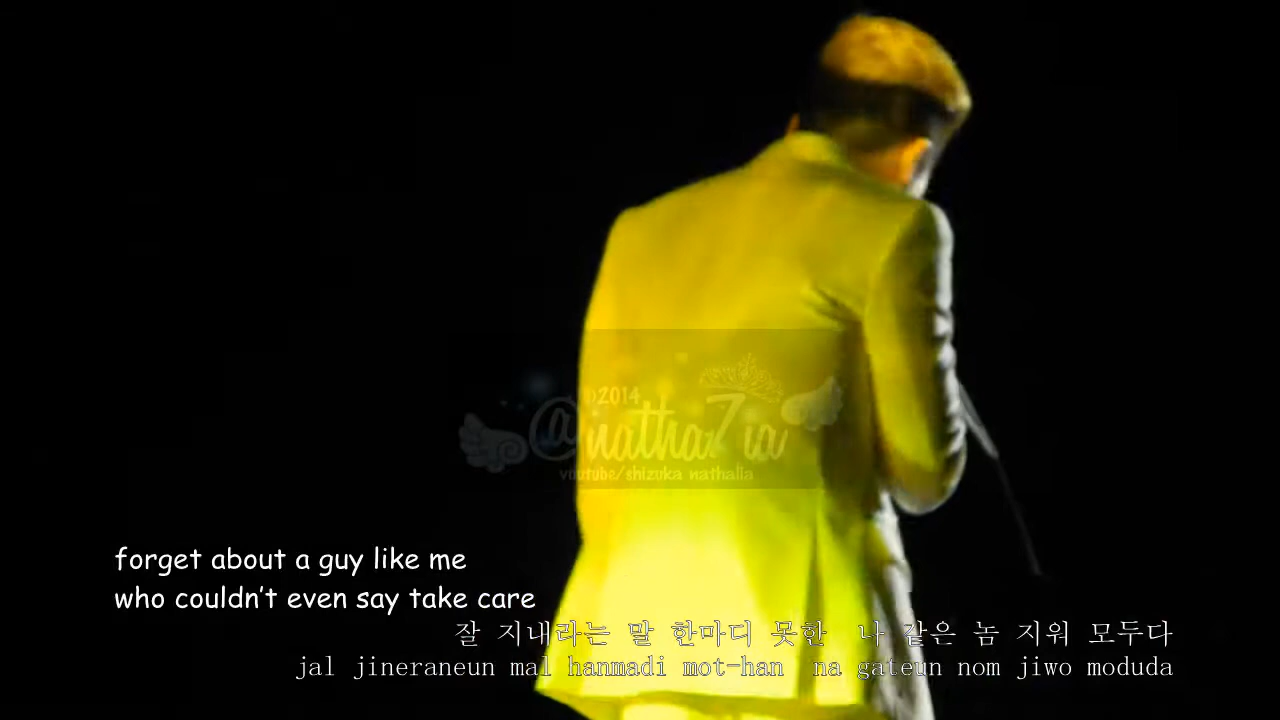 ©2014
@nathaZia
youtube/shizuka nathalia
forget about a guy like me
who couldn't even say take care
잘 지내라는 말 한마디 못한 나 같은 놈 지워 모두다
jal jineraneun mal hanmadi mot-han na gateun nom jiwo moduda